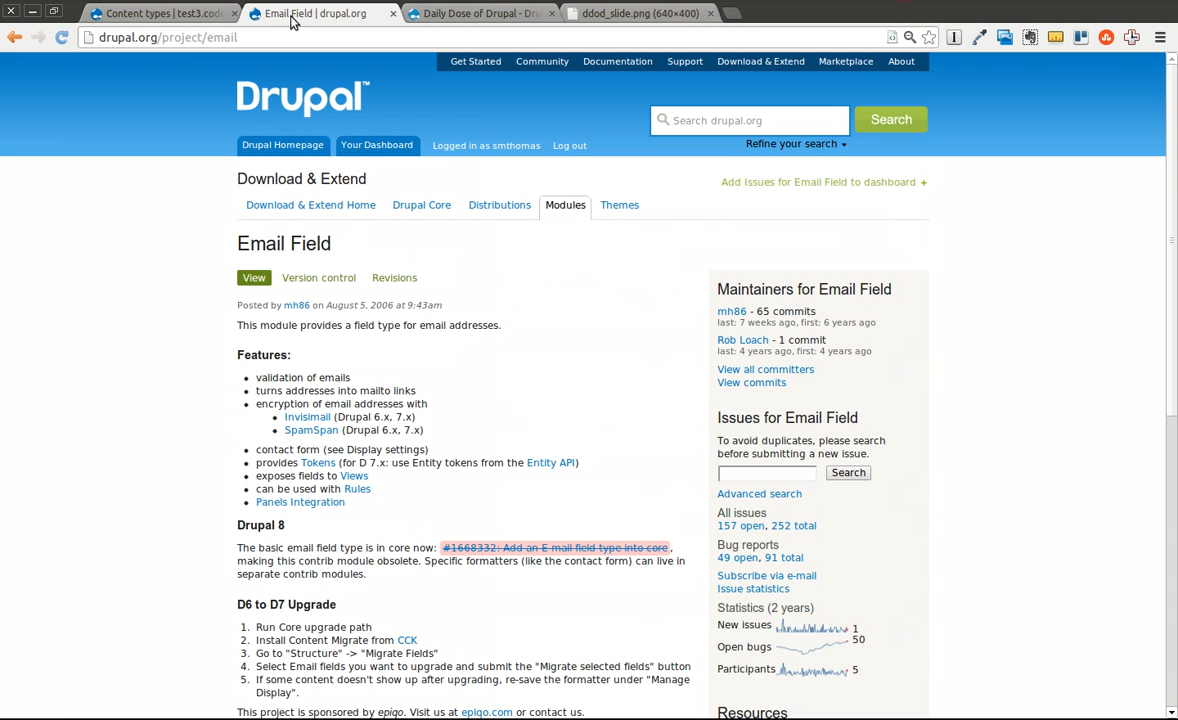 Content types | test3.code
Email Field | drupal.org
Daily Dose of Drupal - Dru
ddod_slide.png (640×400)
drupal.org/project/email
Get Started Community Documentation Support Download & Extend Marketplace About
Drupal™
Search drupal.org
Search
Refine your search
Drupal Homepage
Your Dashboard
Logged in as smthomas
Log out
Download & Extend
Add Issues for Email Field to dashboard +
Download & Extend Home
Drupal Core
Distributions
Modules
Themes
Email Field
View
Version control
Revisions
Posted by mh86 on August 5, 2006 at 9:43am
This module provides a field type for email addresses.
Features:
validation of emails
turns addresses into mailto links
encryption of email addresses with
Invisimail (Drupal 6.x, 7.x)
SpamSpan (Drupal 6.x, 7.x)
contact form (see Display settings)
provides Tokens (for D 7.x: use Entity tokens from the Entity API)
exposes fields to Views
can be used with Rules
Panels Integration
Drupal 8
The basic email field type is in core now: #1668332: Add an E-mail field type into core,
making this contrib module obsolete. Specific formatters (like the contact form) can live in
separate contrib modules.
D6 to D7 Upgrade
1. Run Core upgrade path
2. Install Content Migrate from CCK
3. Go to "Structure" -> "Migrate Fields"
4. Select Email fields you want to upgrade and submit the "Migrate selected fields" button
5. If some content doesn't show up after upgrading, re-save the formatter under "Manage
Display".
This project is sponsored by epiqo. Visit us at epiqo.com or contact us.
Maintainers for Email Field
mh86 - 65 commits
last: 7 weeks ago, first: 6 years ago
Rob Loach - 1 commit
last: 4 years ago, first: 4 years ago
View all committers
View commits
Issues for Email Field
To avoid duplicates, please search
before submitting a new issue.
Search
Advanced search
All issues
157 open, 252 total
Bug reports
49 open, 91 total
Subscribe via e-mail
Issue statistics
Statistics (2 years)
New issues 1
Open bugs 50
Participants 5
Resources